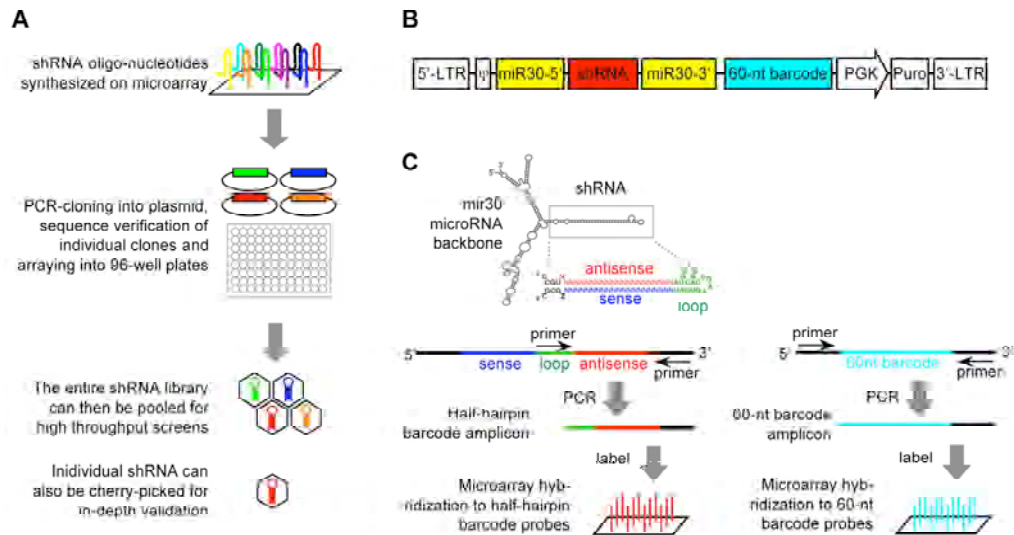 A
shRNA oligo-nucleotides
synthesized on microarray
PCR-cloning into plasmid,
sequence verification of
individual clones and
arraying into 96-well plates
The entire shRNA library
can then be pooled for
high throughput screens
Inidividual shRNA can
also be cherry-picked for
in-depth validation
B
5'-LTR ψ miR30-5' shRNA miR30-3' 60-nt barcode PGK Puro 3'-LTR
C
shRNA
mir30
microRNA
backbone
antisense
sense
loop
primer
5' 3'
sense loop antisense
primer
PCR
Half-hairpin
barcode amplicon
label
Microarray hyb-
ridization to half-hairpin
barcode probes
primer
5' 3'
60nt barcode
primer
PCR
60-nt barcode
amplicon
label
Microarray hyb-
ridization to 60-nt
barcode probes